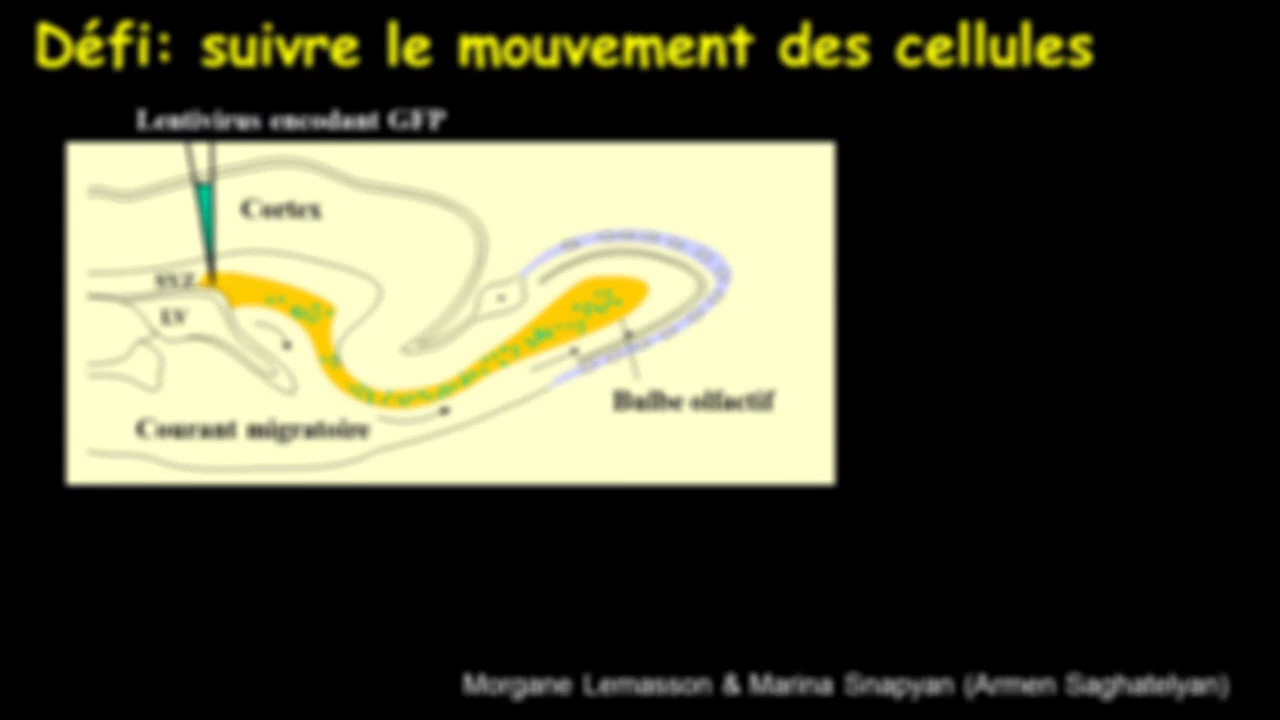 Défi: suivre le mouvement des cellules
Lentivirus encodant GFP
Cortex
SVZ
LV
Bulbe olfactif
Courant migratoire
Morgane Lemasson & Marina Snapyan (Armen Saghatelyan)